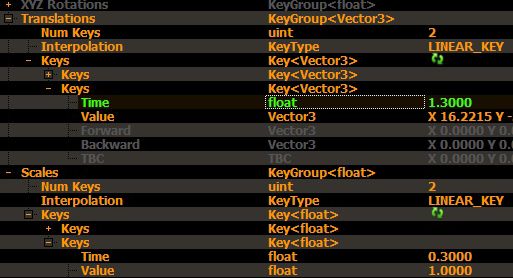 XYZ Rotations KeyGroup<float>
Translations KeyGroup<Vector3>
Num Keys uint 2
Interpolation KeyType LINEAR_KEY
Keys Key<Vector3>
Keys Key<Vector3>
Keys Key<Vector3>
Time float 1.3000
Value Vector3 X 16.2215 Y -
Forward Vector3 X 0.0000 Y 0.0
Backward Vector3 X 0.0000 Y 0.0
TBC TBC X 0.0000 Y 0.0
Scales KeyGroup<float>
Num Keys uint 2
Interpolation KeyType LINEAR_KEY
Keys Key<float>
Keys Key<float>
Keys Key<float>
Time float 0.3000
Value float 1.0000